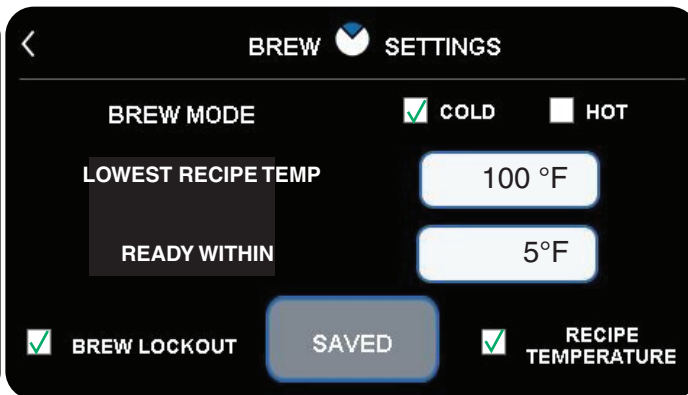 BREW SETTINGS
BREW MODE COLD HOT
LOWEST RECIPE TEMP 100 °F
READY WITHIN 5°F
BREW LOCKOUT SAVED RECIPE
TEMPERATURE